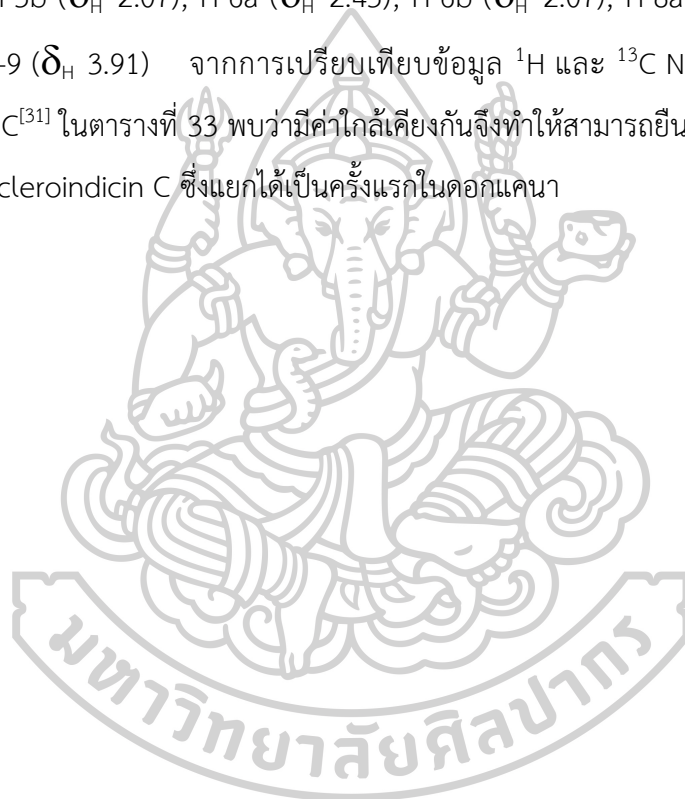 5b (δH 2.07), H-6a (δH 2.45), H-6b (δH 2.07), H-8a
-9 (δH 3.91) จากการเปรียบเทียบข้อมูล ¹H และ ¹³C N
C[31] ในตารางที่ 33 พบว่ามีค่าใกล้เคียงกันจึงทำให้สามารถยืน
cleroindicin C ซึ่งแยกได้เป็นครั้งแรกในดอกแคนา
มหาวิทยาลัยศิลปากร